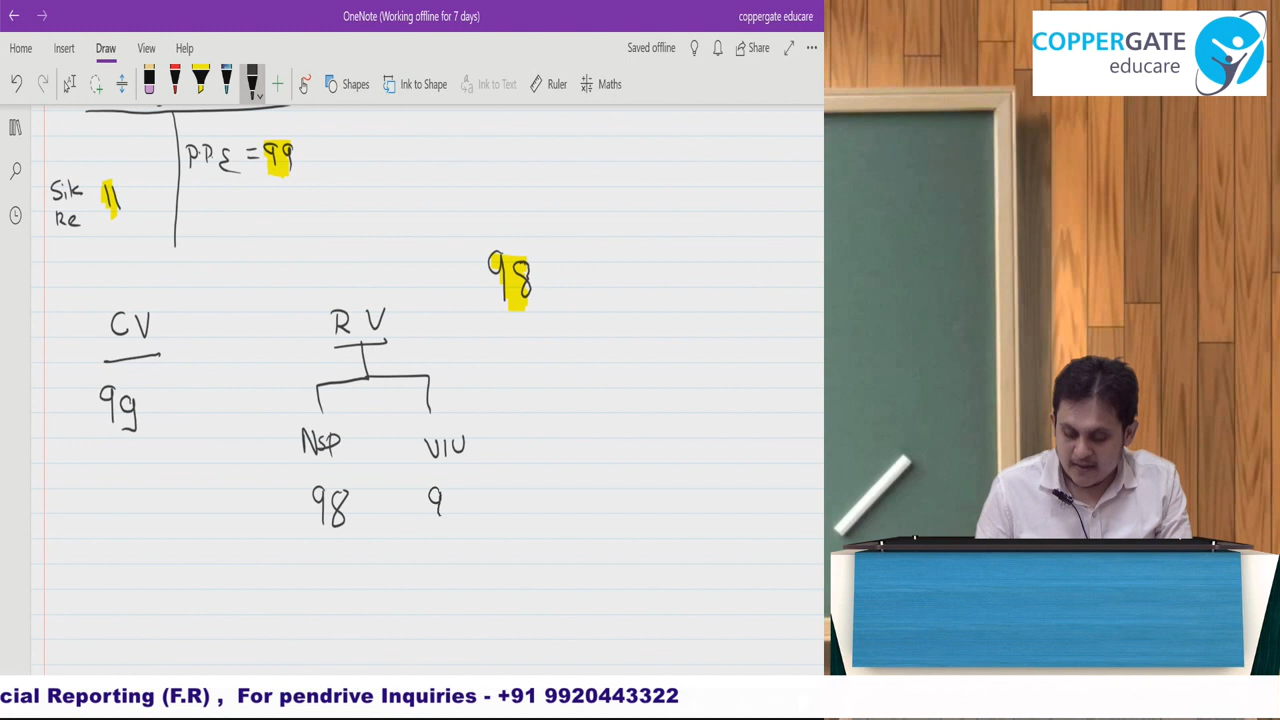 OneNote (Working offline for 7 days)
coppergate educare
Home Insert Draw View Help
Saved offline Share
Shapes Ink to Shape Ink to Text Ruler Maths
COPPERGATE
educare
P.P.E = 99
11
Re
98
CV
RV
99
NSP VIU
98 9
cial Reporting (F.R) , For pendrive Inquiries - +91 9920443322